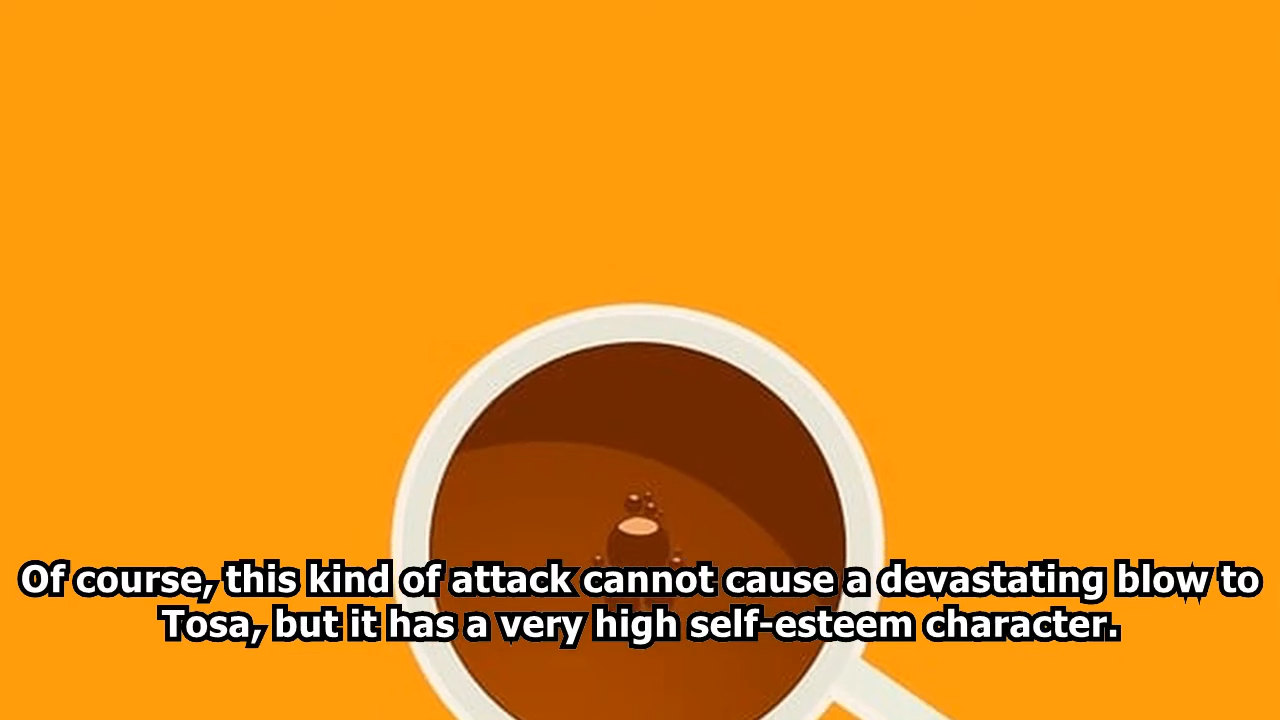 Of course, this kind of attack cannot cause a devastating blow to
Tosa, but it has a very high self-esteem character.